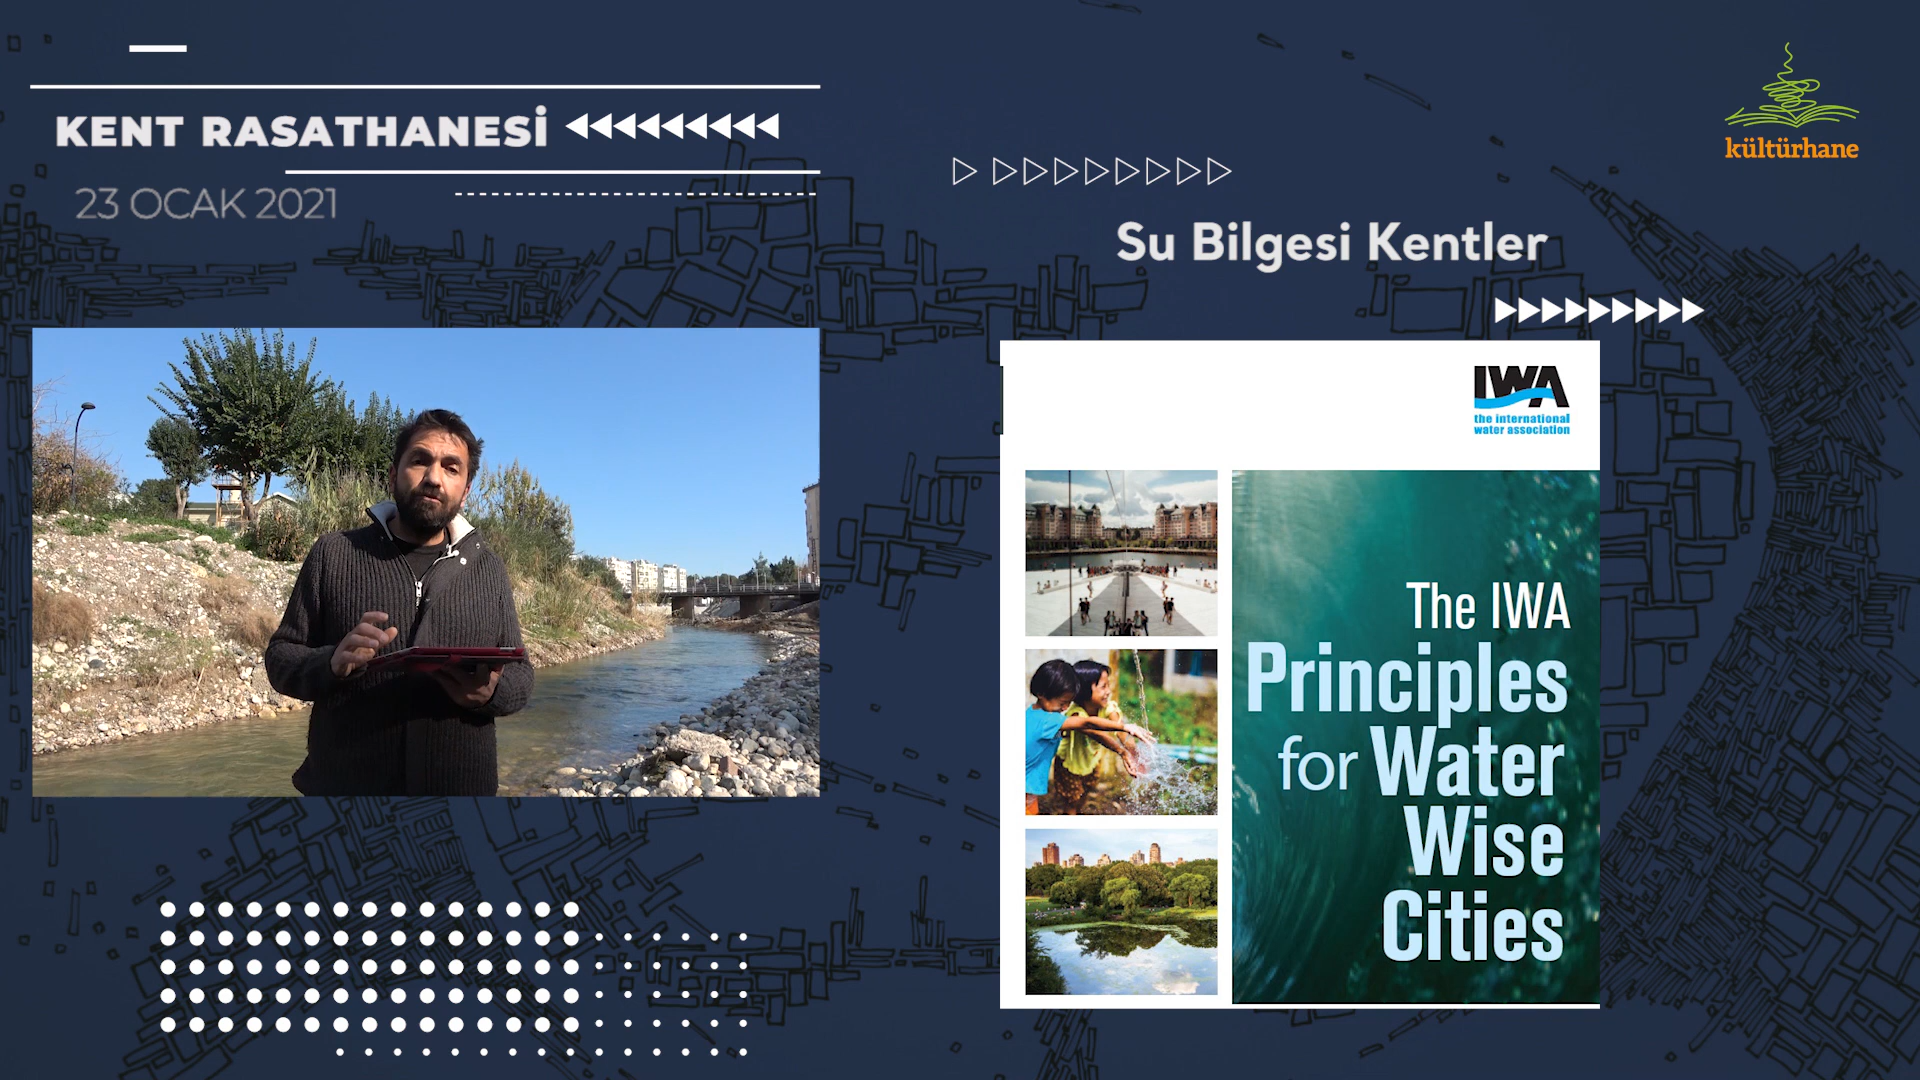 KENT RASATHANESİ
23 OCAK 2021
kültürhane
Su Bilgesi Kentler
IWA
the international
water association
The IWA
Principles
for Water
Wise
Cities